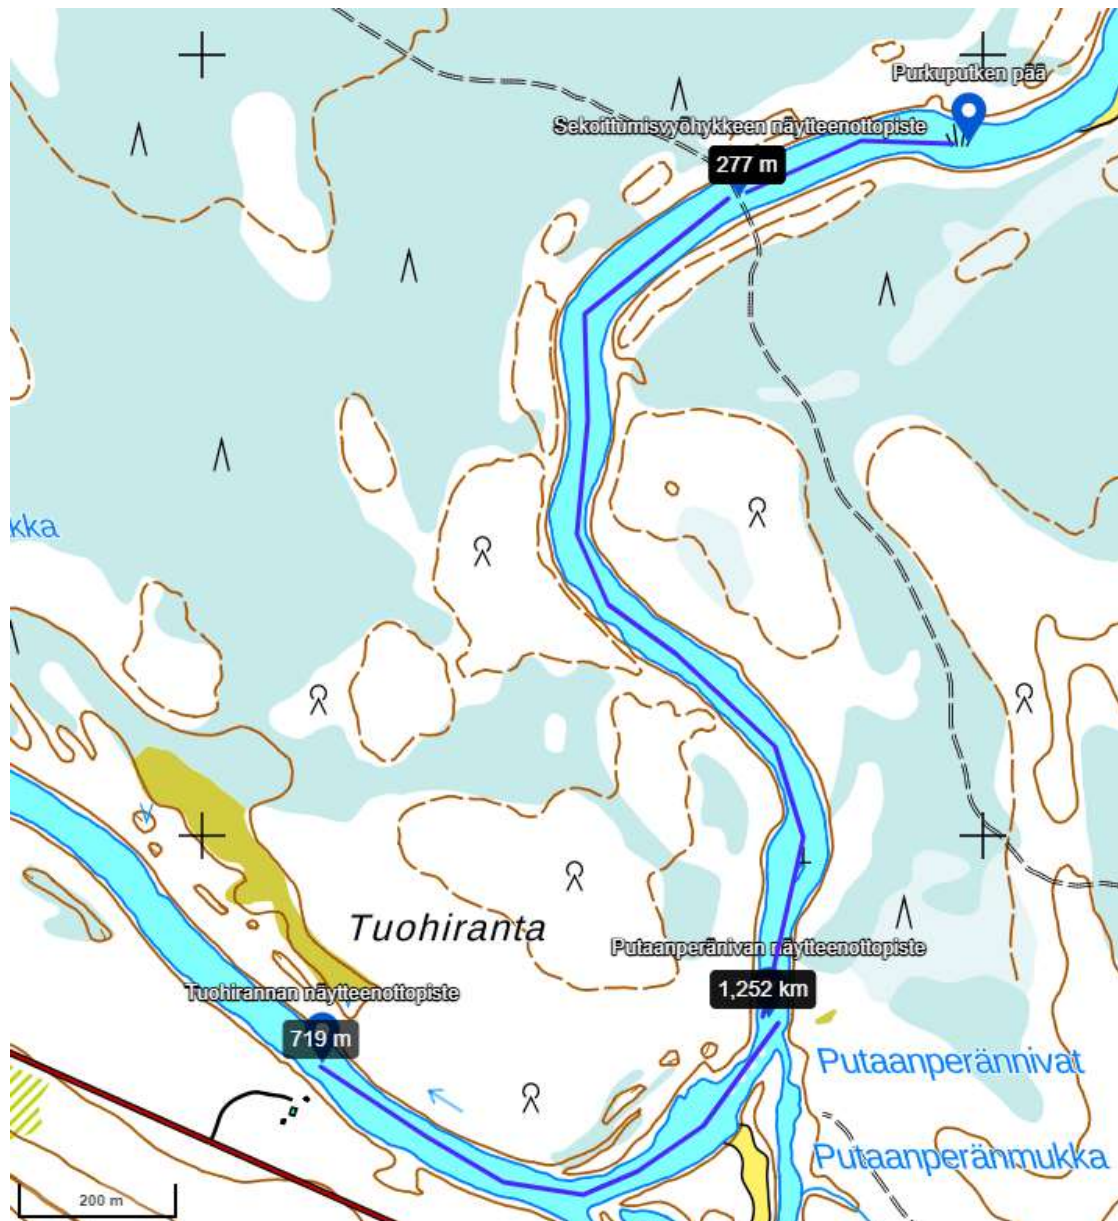 Purkuputken pää
Sekoittumisvyöhykkeen näytteenottopiste
277 m
kka
Tuohiranta
Putaanperänivan näytteenottopiste
1,252 km
Tuohirannan näytteenottopiste
719 m
Putaanperännivat
Putaanperänmukka
200 m